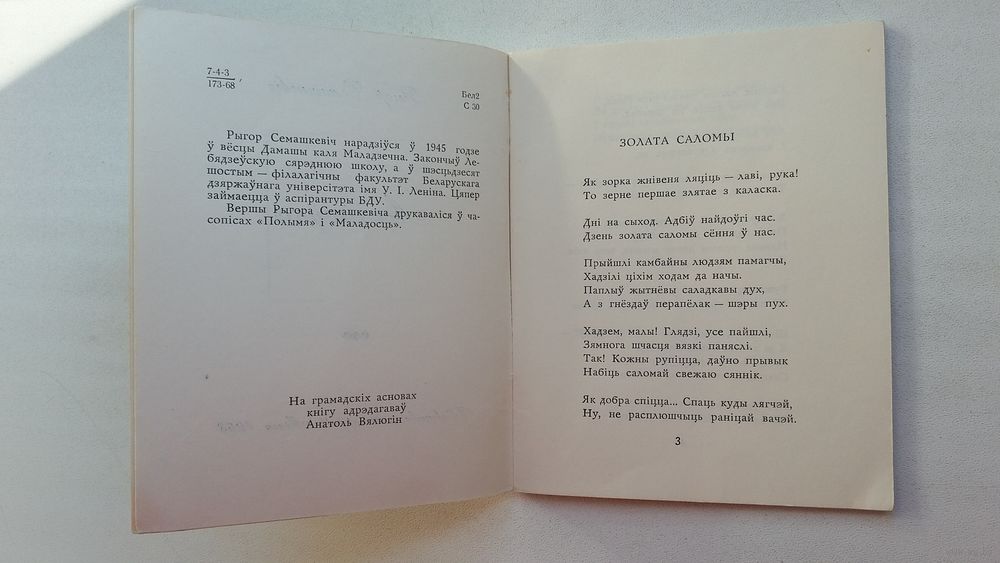 7-4-3
173-68
Бел2
С 30
Рыгор Семашкевіч нарадзіўся ў 1945 годзе
ў вёсцы Дамашы каля Маладзечна. Закончыў Ле-
бядзеўскую сярэднюю школу, а ў шэсцьдзесят
шостым — філалагічны факультэт Беларускага
дзяржаўнага універсітэта імя У. І. Леніна. Цяпер
займаецца ў аспірантуры БДУ.
Вершы Рыгора Семашкевіча друкаваліся ў ча-
сопісах «Полымя» і «Маладосць».
На грамадскіх асновах
кнігу адрэдагаваў
Анатоль Вялюгін
ЗОЛАТА САЛОМЫ
Як зорка жнівеня ляціць — лаві, рука!
То зерне першае злятае з каласка.
Дні на сыход. Адбіў найдоўгі час.
Дзень золата саломы сёння ў нас.
Прыйшлі камбайны людзям памагчы,
Хадзілі ціхім ходам да начы.
Паплыў жытнёвы саладкавы дух,
А з гнёздаў перапёлак — шэры пух.
Хадзем, малы! Глядзі, усе пайшлі,
Зямнога шчасця вязкі паняслі.
Так! Кожны рупіцца, даўно прывык
Набіць саломай свежаю сяннік.
Як добра спіцца... Спаць куды лягчэй,
Ну, не расплюшчыць раніцай вачэй.
3